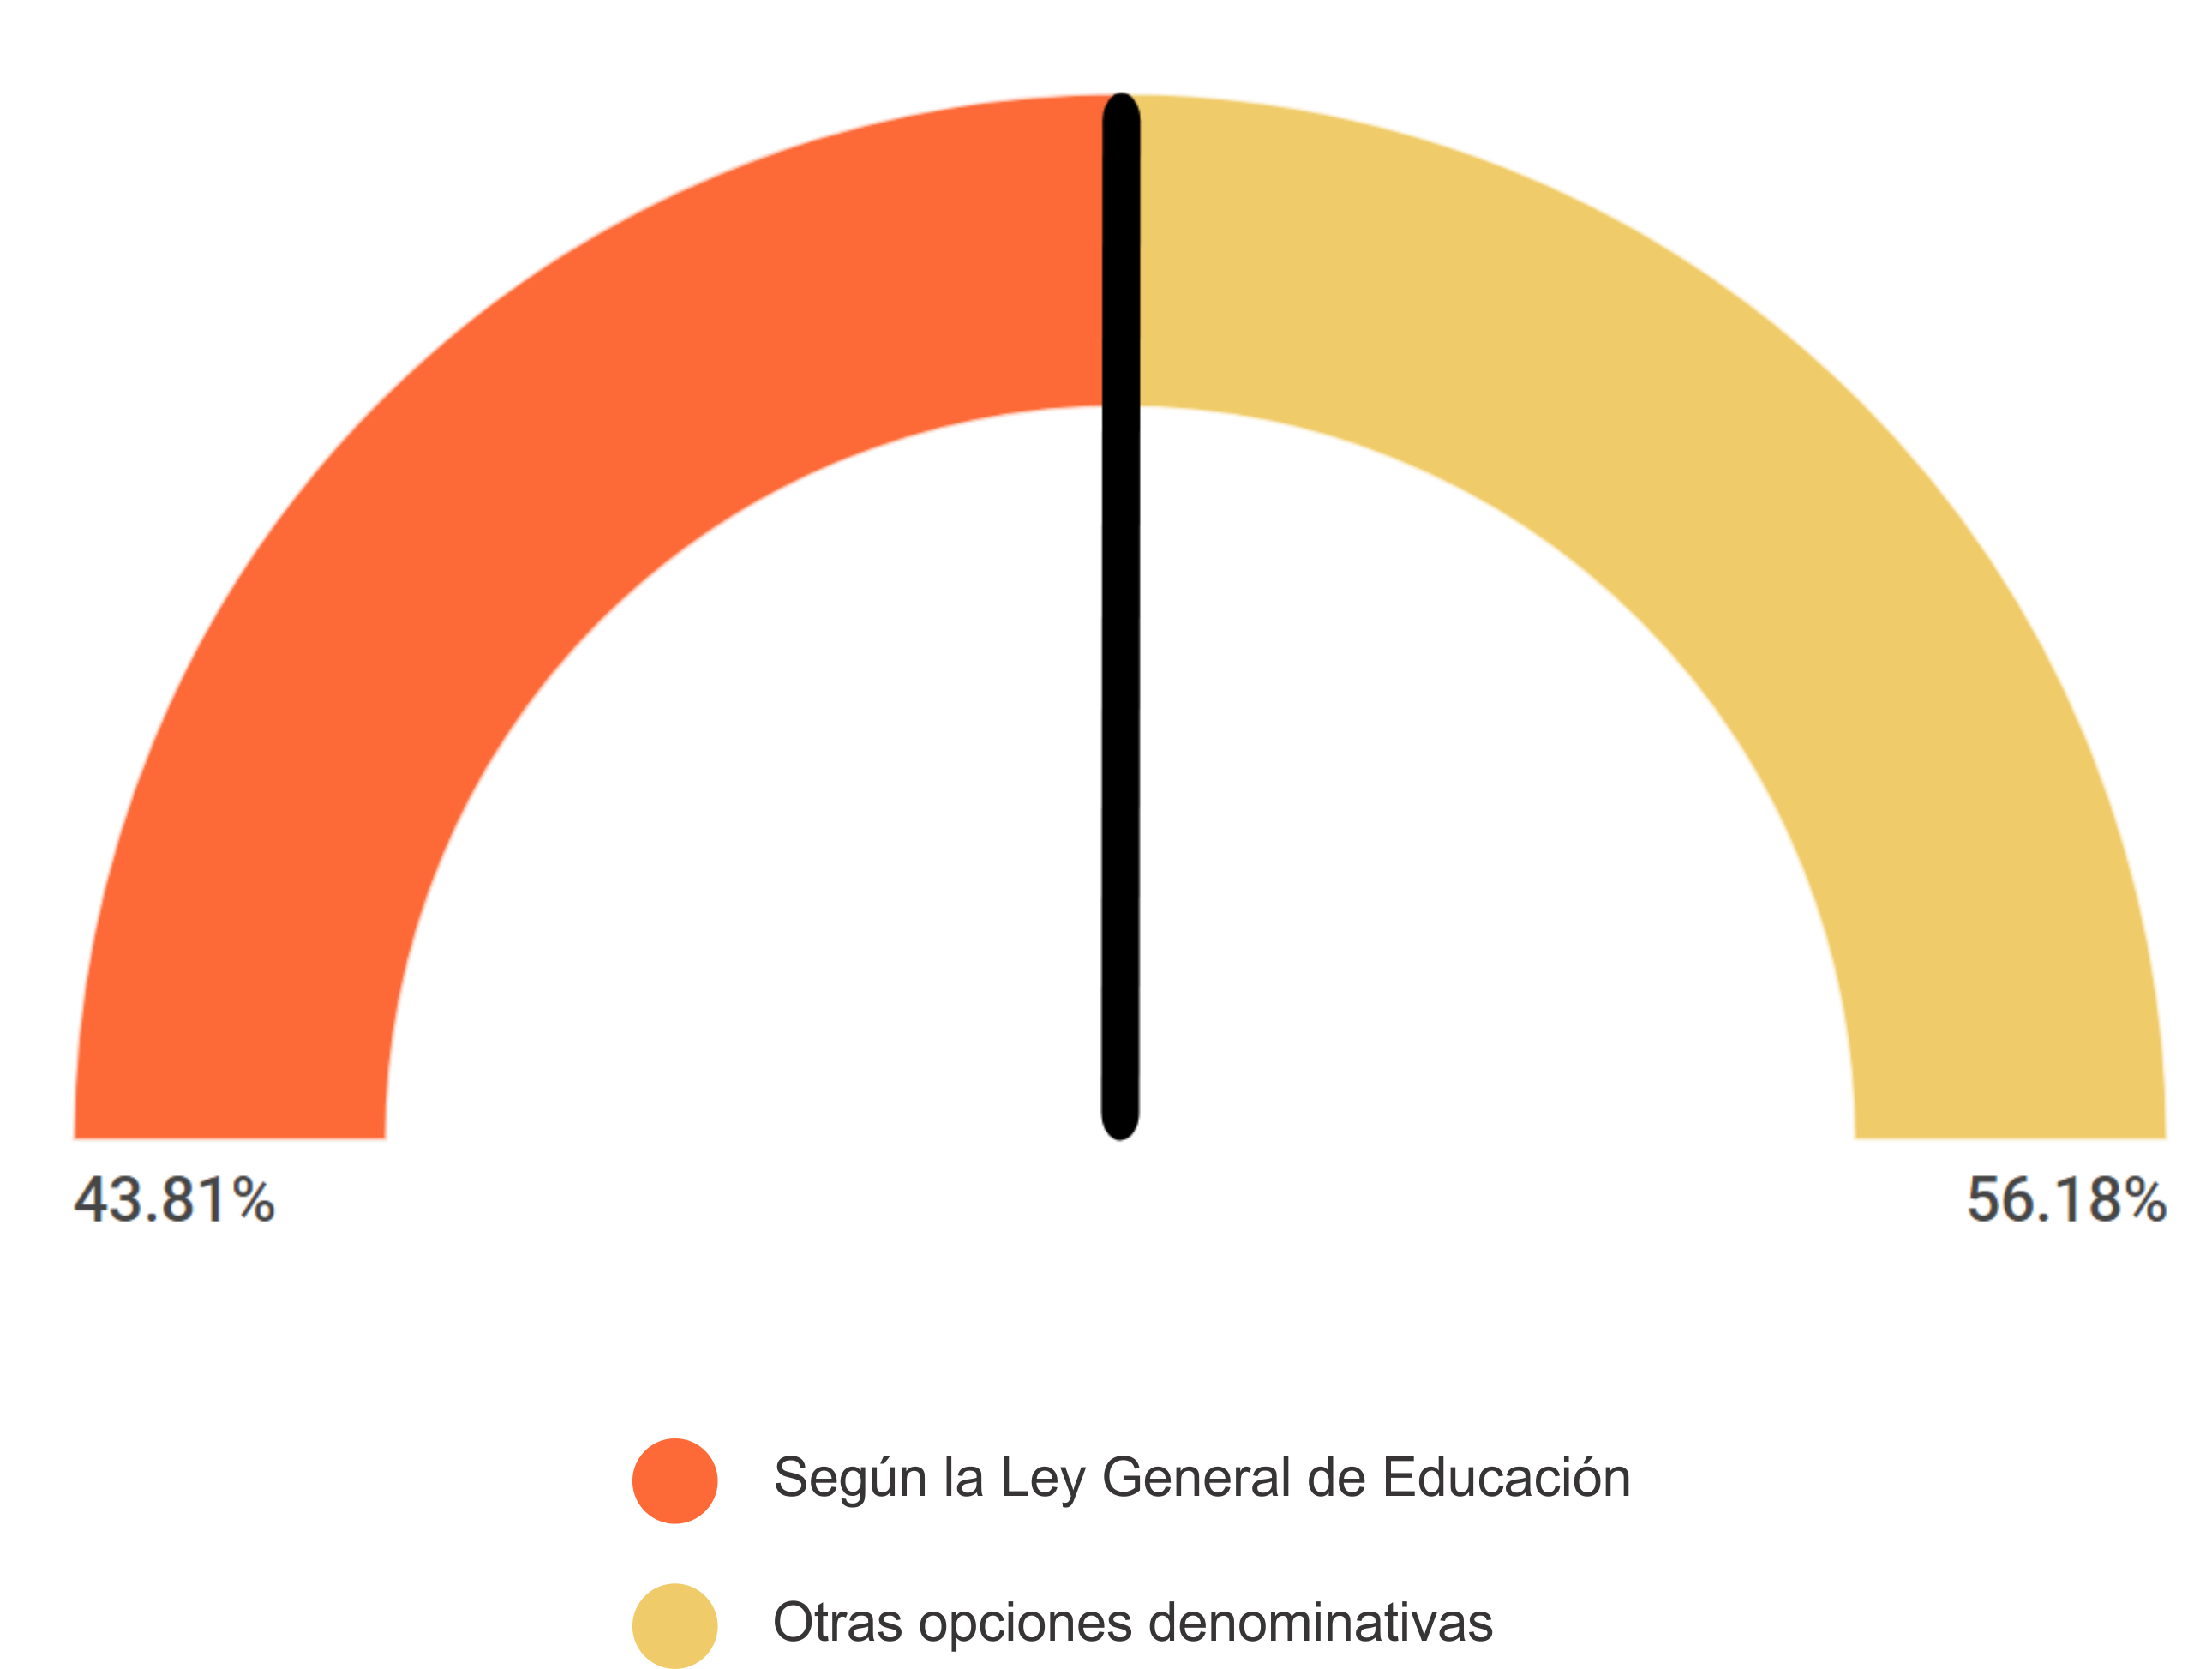 43.81%
56.18%
Según la Ley General de Educación
Otras opciones denominativas